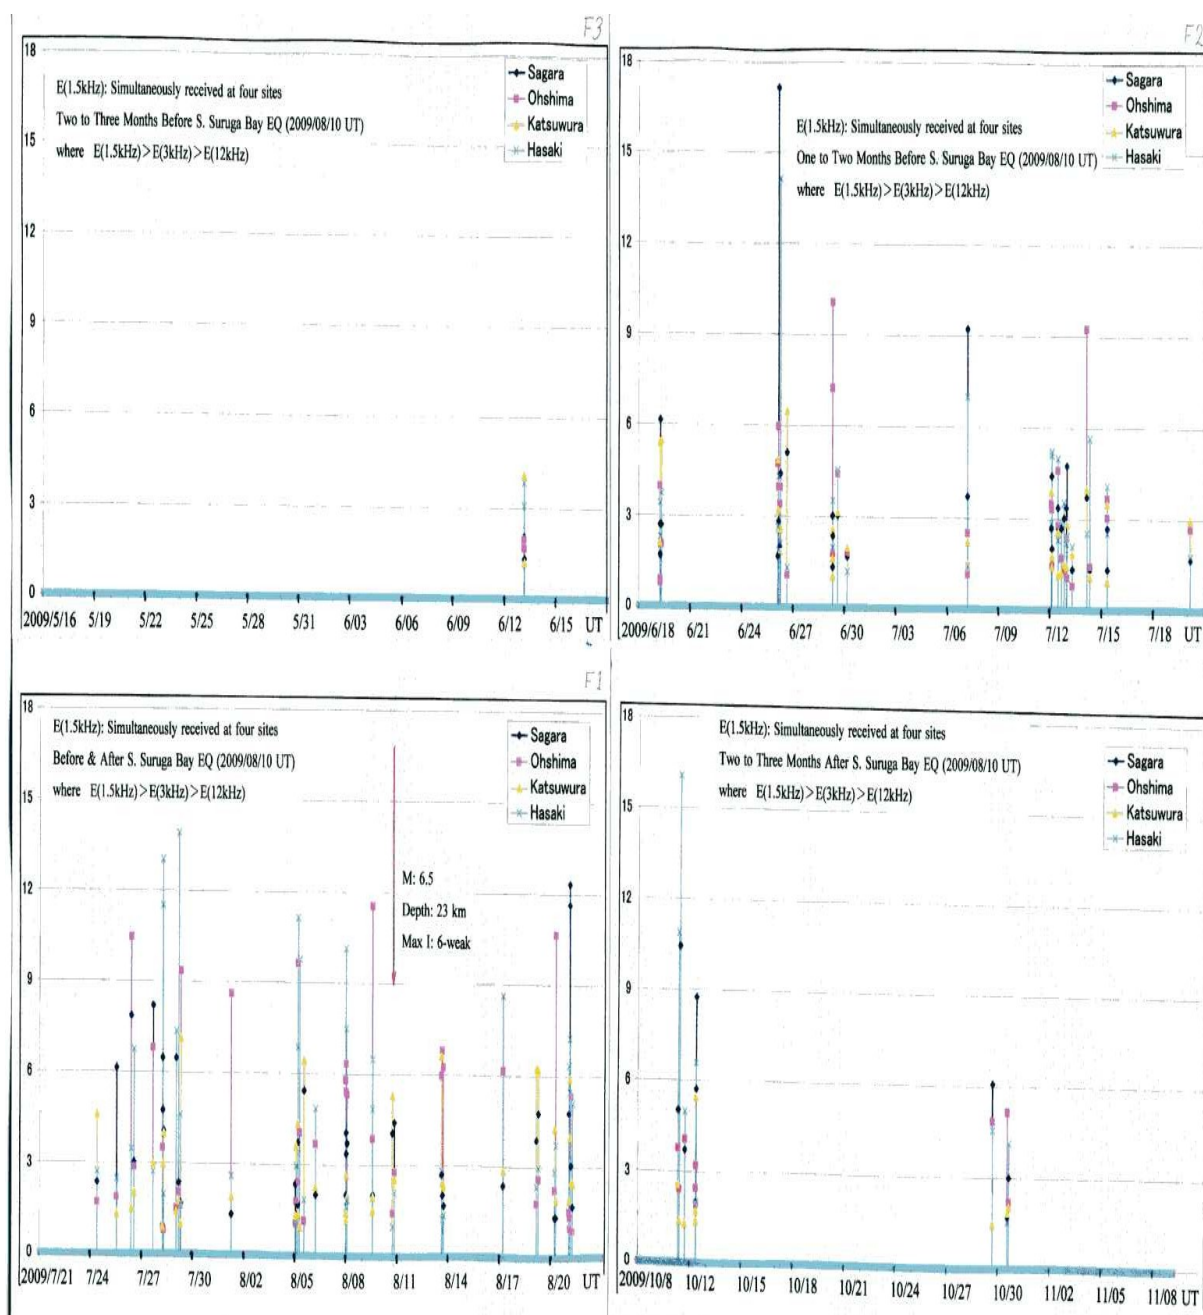 F3
18
E(1.5kHz): Simultaneously received at four sites
Two to Three Months Before S. Suruga Bay EQ (2009/08/10 UT)
where E(1.5kHz)>E(3kHz)>E(12kHz)
Sagara
Ohshima
Katsuwura
Hasaki
15
12
9
6
3
0
2009/5/16 5/19 5/22 5/25 5/28 5/31 6/03 6/06 6/09 6/12 6/15 UT
F2
18
E(1.5kHz): Simultaneously received at four sites
One to Two Months Before S. Suruga Bay EQ (2009/08/10 UT)
where E(1.5kHz)>E(3kHz)>E(12kHz)
Sagara
Ohshima
Katsuwura
Hasaki
15
12
9
6
3
0
2009/6/18 6/21 6/24 6/27 6/30 7/03 7/06 7/09 7/12 7/15 7/18 UT
F1
18
E(1.5kHz): Simultaneously received at four sites
Before & After S. Suruga Bay EQ (2009/08/10 UT)
where E(1.5kHz)>E(3kHz)>E(12kHz)
Sagara
Ohshima
Katsuwura
Hasaki
15
12
M: 6.5
Depth: 23 km
Max I: 6-weak
9
6
3
0
2009/7/21 7/24 7/27 7/30 8/02 8/05 8/08 8/11 8/14 8/17 8/20 UT
18
E(1.5kHz): Simultaneously received at four sites
Two to Three Months After S. Suruga Bay EQ (2009/08/10 UT)
where E(1.5kHz)>E(3kHz)>E(12kHz)
Sagara
Ohshima
Katsuwura
Hasaki
15
12
9
6
3
0
2009/10/8 10/12 10/15 10/18 10/21 10/24 10/27 10/30 11/02 11/05 11/08 UT